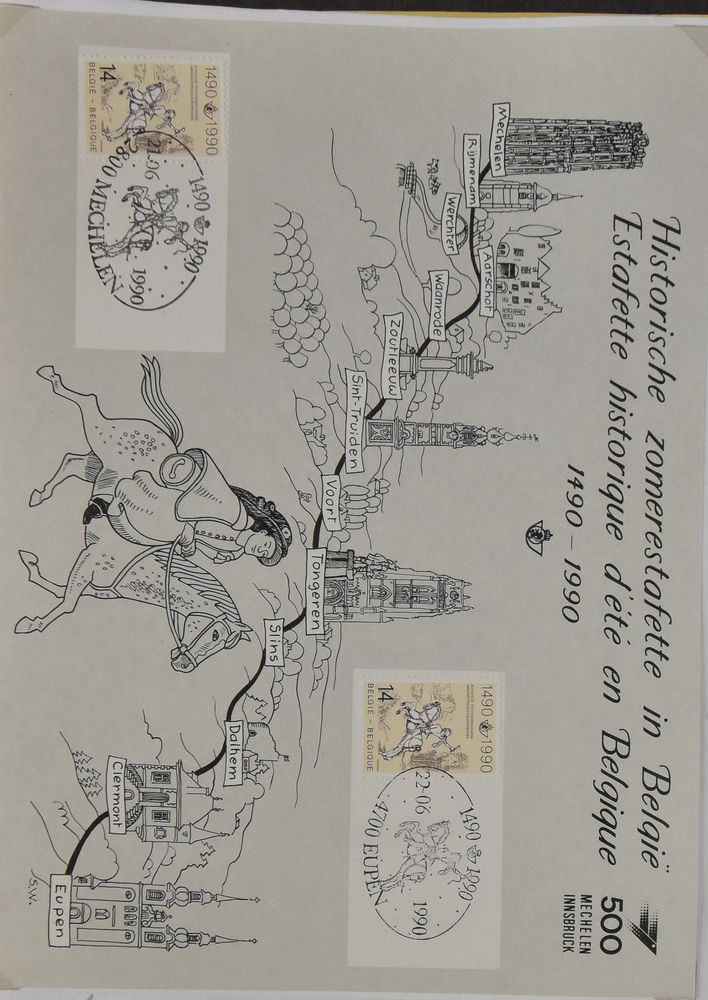 Historische zomerestafette in België
Estafette historique d'été en Belgique
1490 – 1990
500
MECHELEN
INNSBRUCK
1490 1990
14
BELGIË – BELGIQUE
1490 1990
22-06
1990
2800 MECHELEN
1490 1990
14
BELGIË – BELGIQUE
1490 1990
22-06
1990
4700 EUPEN
Mechelen
Rijmenam
Werchter
Aarschot
Waanrode
Zoutleeuw
Sint-Truiden
Voort
Tongeren
Slins
Dalhem
Clermont
Eupen
S.W.